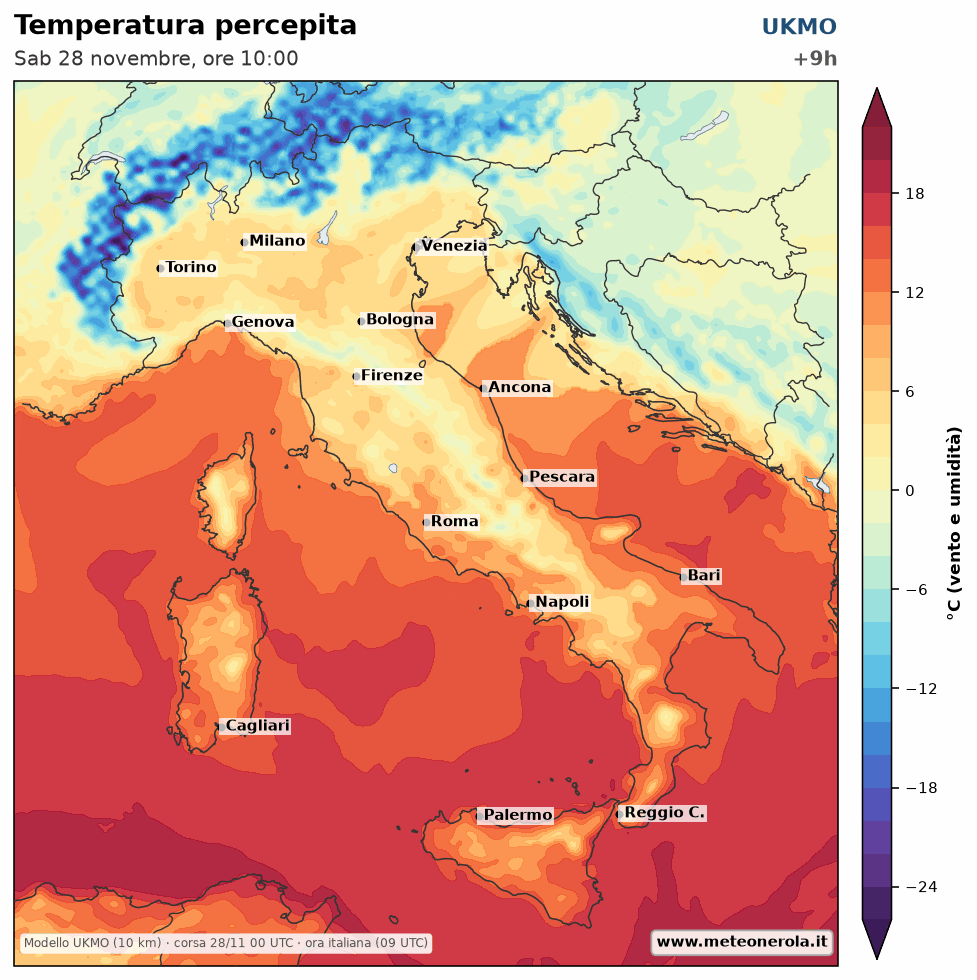 Temperatura percepita
UKMO
Sab 28 novembre, ore 10:00
+9h
Milano
Venezia
Torino
Genova
Bologna
Firenze
Ancona
Pescara
Roma
Bari
Napoli
Cagliari
Palermo
Reggio C.
18
12
6
0
−6
−12
−18
−24
°C (vento e umidità)
Modello UKMO (10 km) · corsa 28/11 00 UTC · ora italiana (09 UTC)
www.meteonerola.it